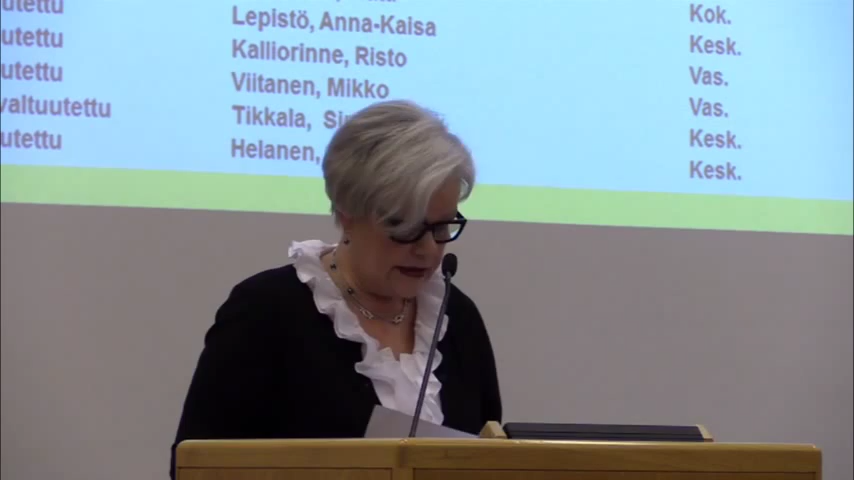 utettu
utettu Lepistö, Anna-Kaisa Kok.
utettu Kalliorinne, Risto Kesk.
valtuutettu Viitanen, Mikko Vas.
utettu Tikkala, Vas.
Helanen, Kesk.
Kesk.